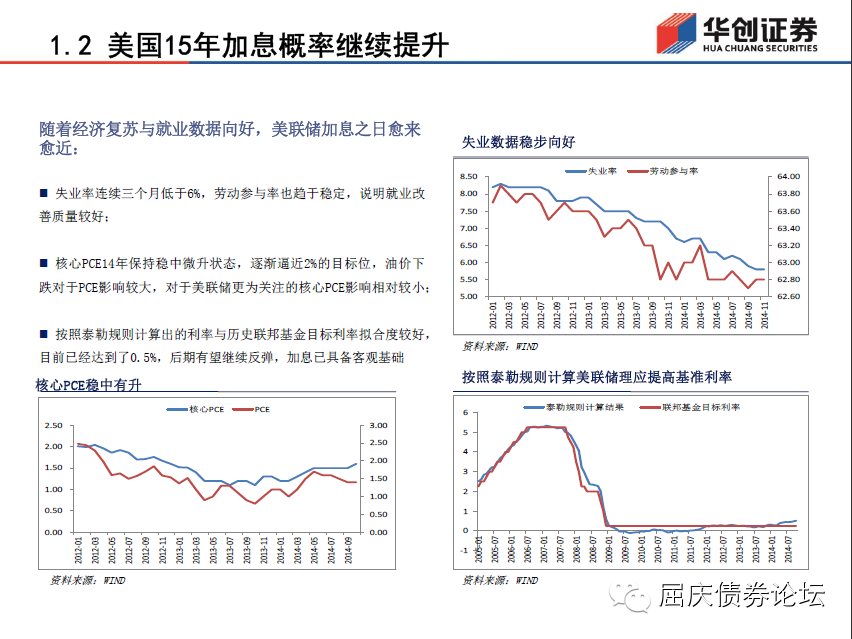 1.2 美国15年加息概率继续提升
华创证券
HUA CHUANG SECURITIES
随着经济复苏与就业数据向好，美联储加息之日愈来
愈近：
■ 失业率连续三个月低于6%，劳动参与率也趋于稳定，说明就业改
善质量较好；
■ 核心PCE14年保持稳中微升状态，逐渐逼近2%的目标位，油价下
跌对于PCE影响较大，对于美联储更为关注的核心PCE影响相对较小；
■ 按照泰勒规则计算出的利率与历史联邦基金目标利率拟合度较好，
目前已经达到了0.5%，后期有望继续反弹，加息已具备客观基础
核心PCE稳中有升
核心PCE PCE
2.50
2.00
1.50
1.00
0.50
0.00
3.00
2.50
2.00
1.50
1.00
0.50
0.00
2012-01 2012-03 2012-05 2012-07 2012-09 2012-11 2013-01 2013-03 2013-05 2013-07 2013-09 2013-11 2014-01 2014-03 2014-05 2014-07 2014-09
资料来源：WIND
失业数据稳步向好
失业率 劳动参与率
8.50
8.00
7.50
7.00
6.50
6.00
5.50
5.00
64.00
63.80
63.60
63.40
63.20
63.00
62.80
62.60
2012-01 2012-03 2012-05 2012-07 2012-09 2012-11 2013-01 2013-03 2013-05 2013-07 2013-09 2013-11 2014-01 2014-03 2014-05 2014-07 2014-09 2014-11
资料来源：WIND
按照泰勒规则计算美联储理应提高基准利率
泰勒规则计算结果 联邦基金目标利率
6
5
4
3
2
1
0
-1
2005-01 2005-07 2006-01 2006-07 2007-01 2007-07 2008-01 2008-07 2009-01 2009-07 2010-01 2010-07 2011-01 2011-07 2012-01 2012-07 2013-01 2013-07 2014-01 2014-07
资料来源：WIND
屈庆债券论坛